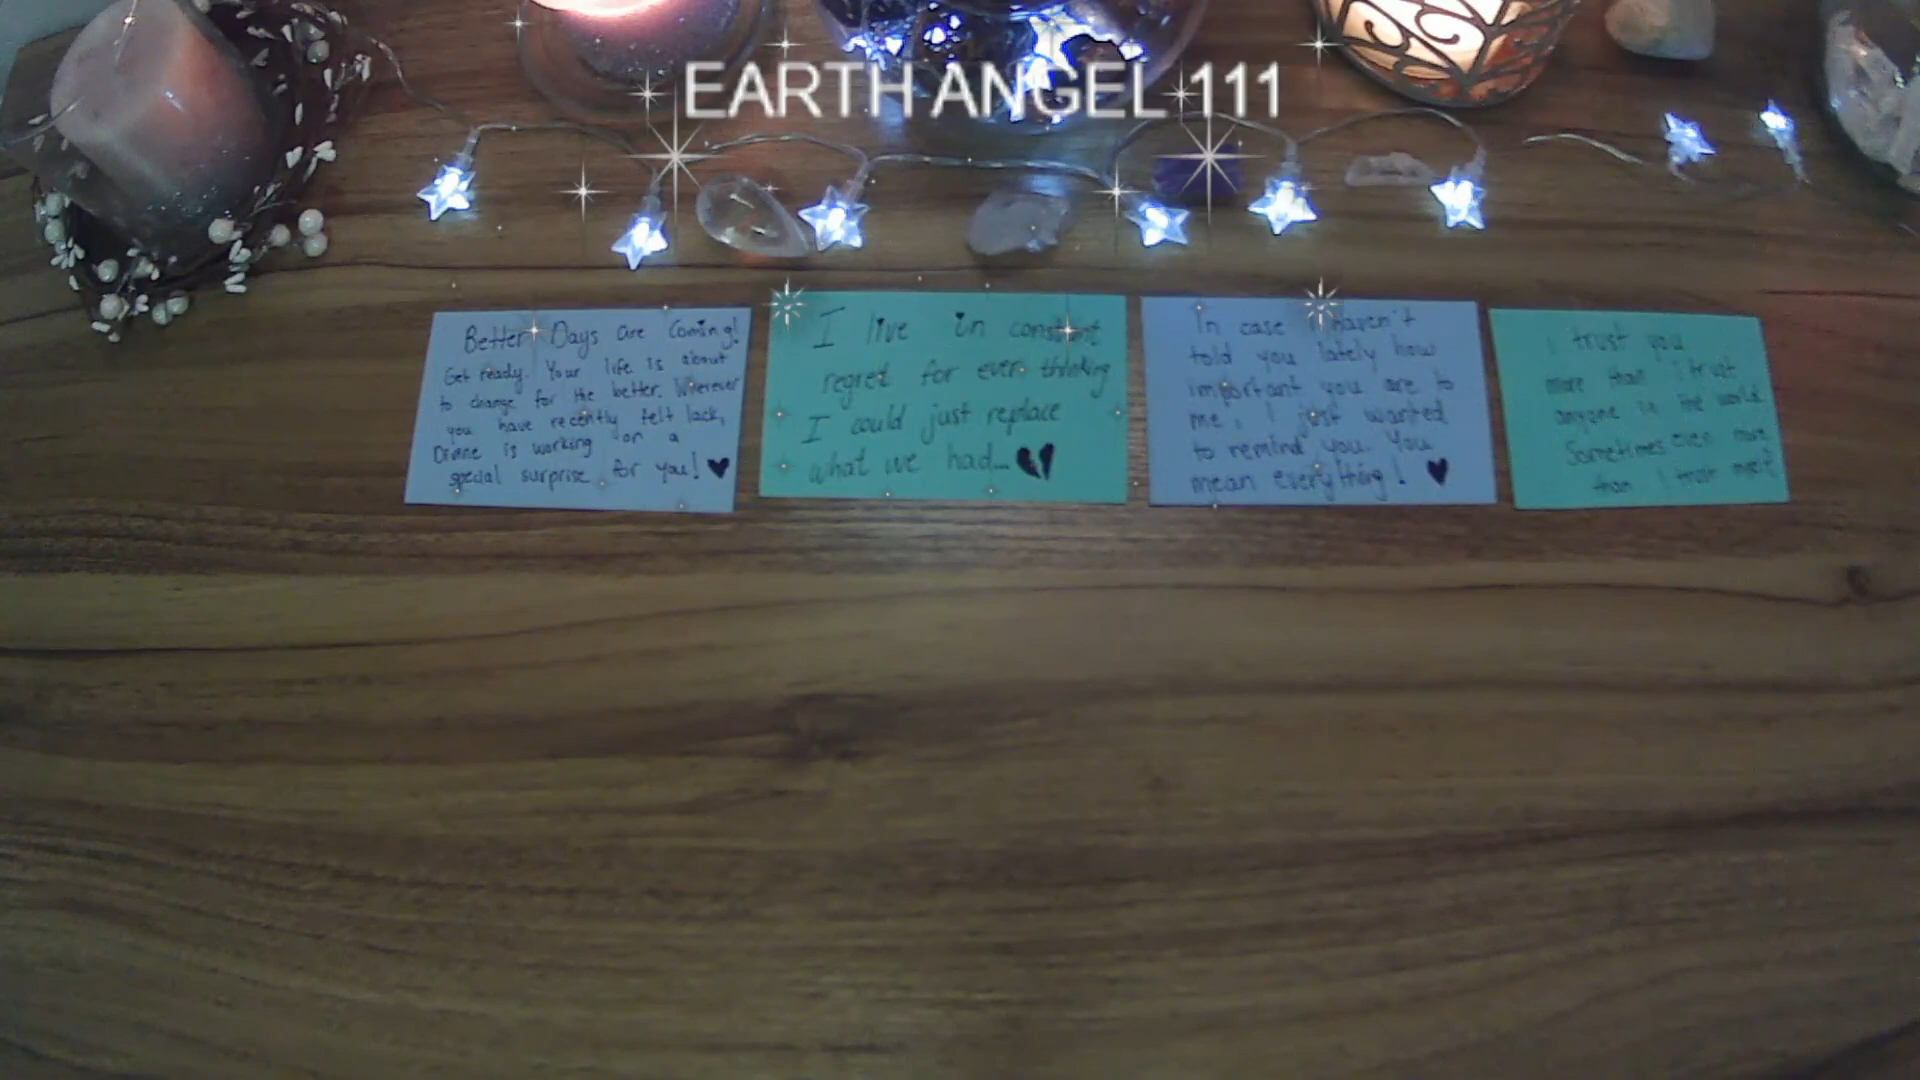 EARTH ANGEL 111
Better Days are Coming!
Get ready. Your life is about
to change for the better. Wherever
you have recently felt lack,
Divine is working on a
special surprise for you!
I live in constant
regret for ever thinking
I could just replace
what we had...
In case I haven't
told you lately how
important you are to
me, I just wanted
to remind you. You
mean everything!
I trust you
more than I trust
anyone in the world.
Sometimes even more
than I trust me!